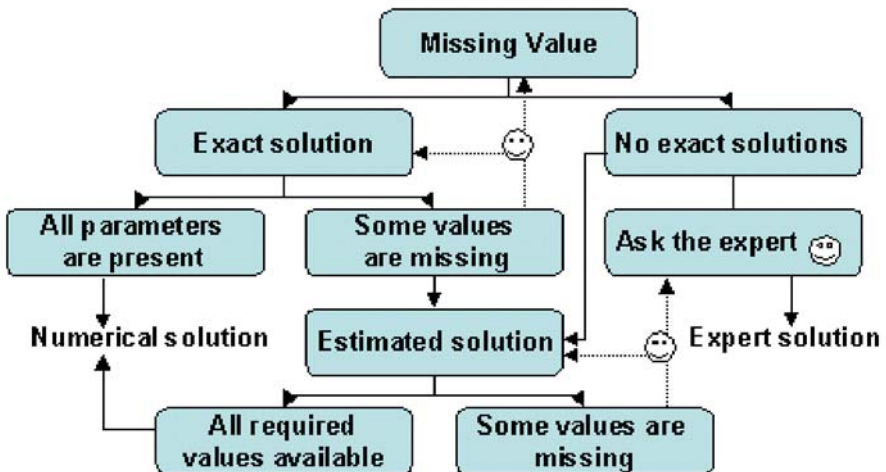 Missing Value
Exact solution
No exact solutions
All parameters
are present
Some values
are missing
Ask the expert
Numerical solution
Estimated solution
Expert solution
All required
values available
Some values are
missing